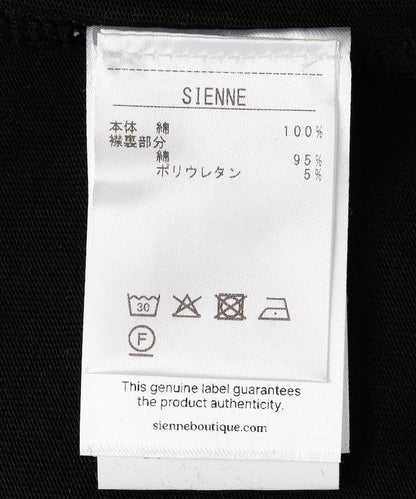 SIENNE
本体 綿 100%
襟裏部分
綿 95%
ポリウレタン 5%
30
F
This genuine label guarantees
the product authenticity.
sienneboutique.com